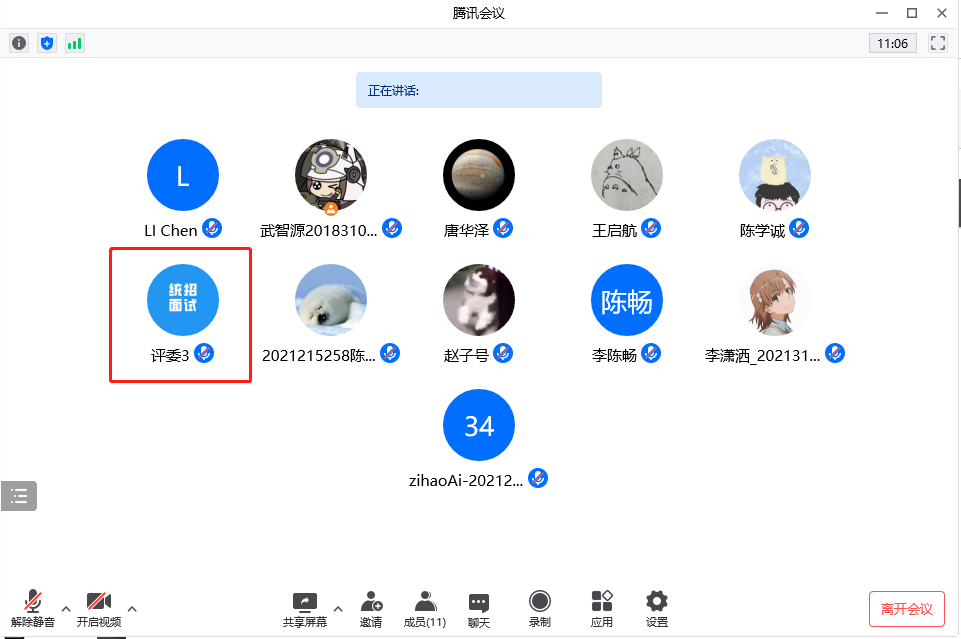 腾讯会议
11:06
正在讲话:
L
LI Chen
武智源2018310...
唐华泽
王启航
陈学诚
统招
面试
评委3
2021215258陈...
赵子号
陈畅
李陈畅
李潇洒_202131...
34
zihaoAi-20212...
解除静音
开启视频
共享屏幕
邀请
成员(11)
聊天
录制
应用
设置
离开会议